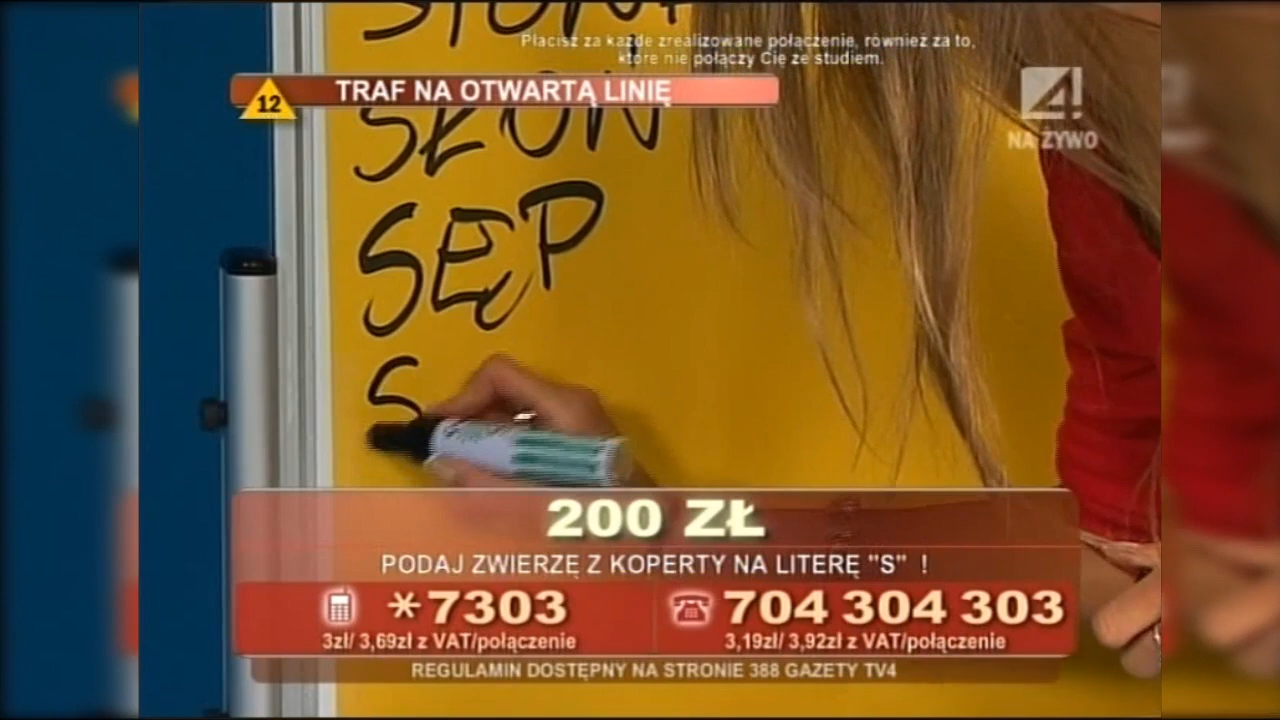 Płacisz za każde zrealizowane połączenie, również za to,
które nie połączy Cię ze studiem.
12 TRAF NA OTWARTĄ LINIĘ
4!
NA ŻYWO
SŁOŃ
SĘP
S
200 ZŁ
PODAJ ZWIERZĘ Z KOPERTY NA LITERĘ "S" !
*7303 704 304 303
3zł/ 3,69zł z VAT/połączenie 3,19zł/ 3,92zł z VAT/połączenie
REGULAMIN DOSTĘPNY NA STRONIE 388 GAZETY TV4